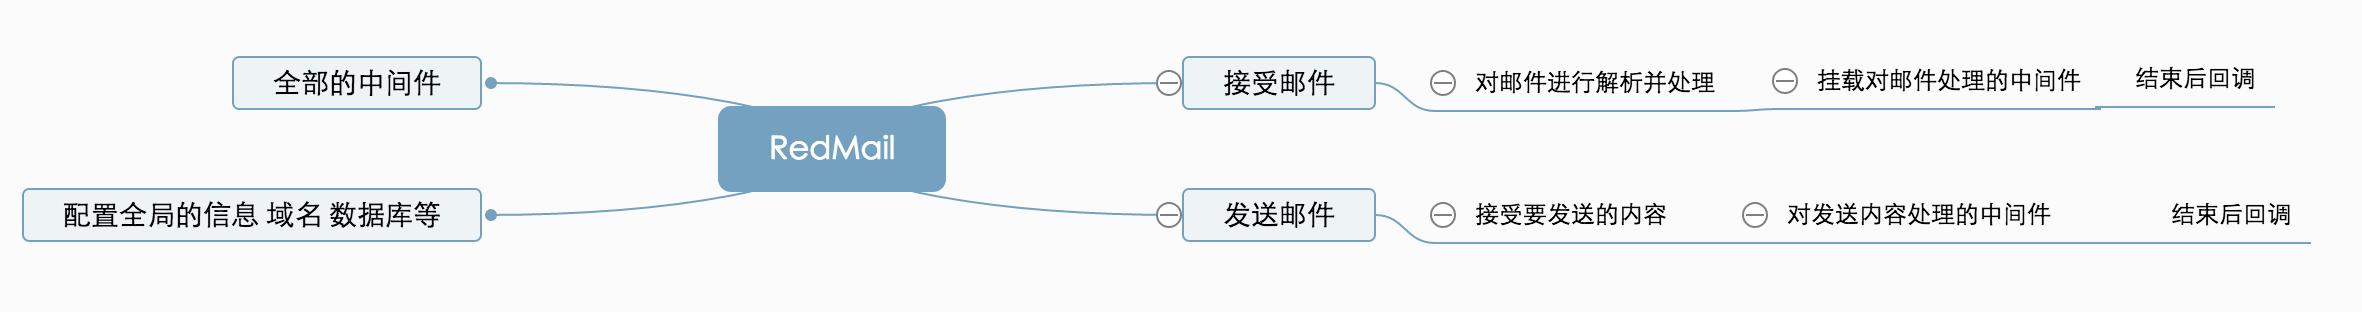 全部的中间件
配置全局的信息 域名 数据库等
RedMail
接受邮件
对邮件进行解析并处理
挂载对邮件处理的中间件
结束后回调
发送邮件
接受要发送的内容
对发送内容处理的中间件
结束后回调